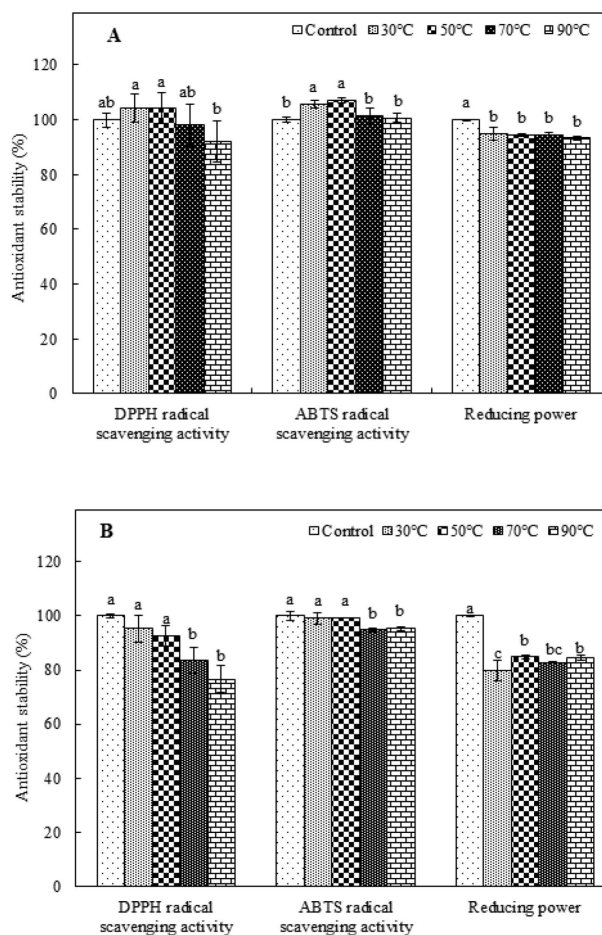 A
Control 30℃ 50℃ 70℃ 90℃
120
100
80
60
40
20
0
Antioxidant stability (%)
ab a a ab b
b a a b b
a b b b b
DPPH radical
scavenging activity
ABTS radical
scavenging activity
Reducing power
B
Control 30℃ 50℃ 70℃ 90℃
120
100
80
60
40
20
0
Antioxidant stability (%)
a a a b b
a a a b b
a c b bc b
DPPH radical
scavenging activity
ABTS radical
scavenging activity
Reducing power